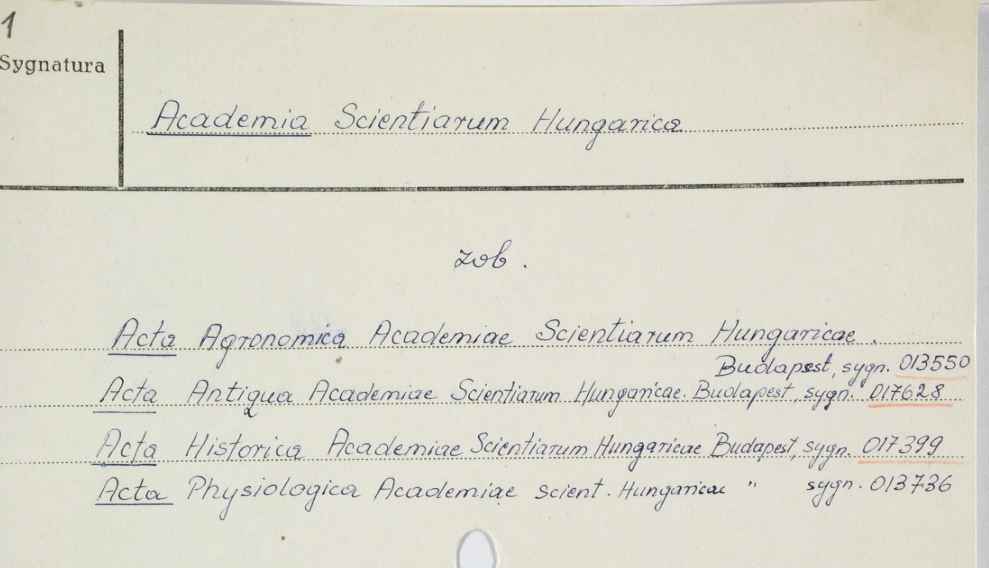 1
Sygnatura
Academia Scientiarum Hungarica
zob.
Acta Agronomica Academiae Scientiarum Hungaricae.
Budapest, sygn. 013550
Acta Antiqua Academiae Scientiarum Hungaricae. Budapest, sygn. 017628
Acta Historica Academiae Scientiarum Hungaricae Budapest, sygn. 017399
Acta Physiologica Academiae Scient. Hungaricae " sygn. 013736